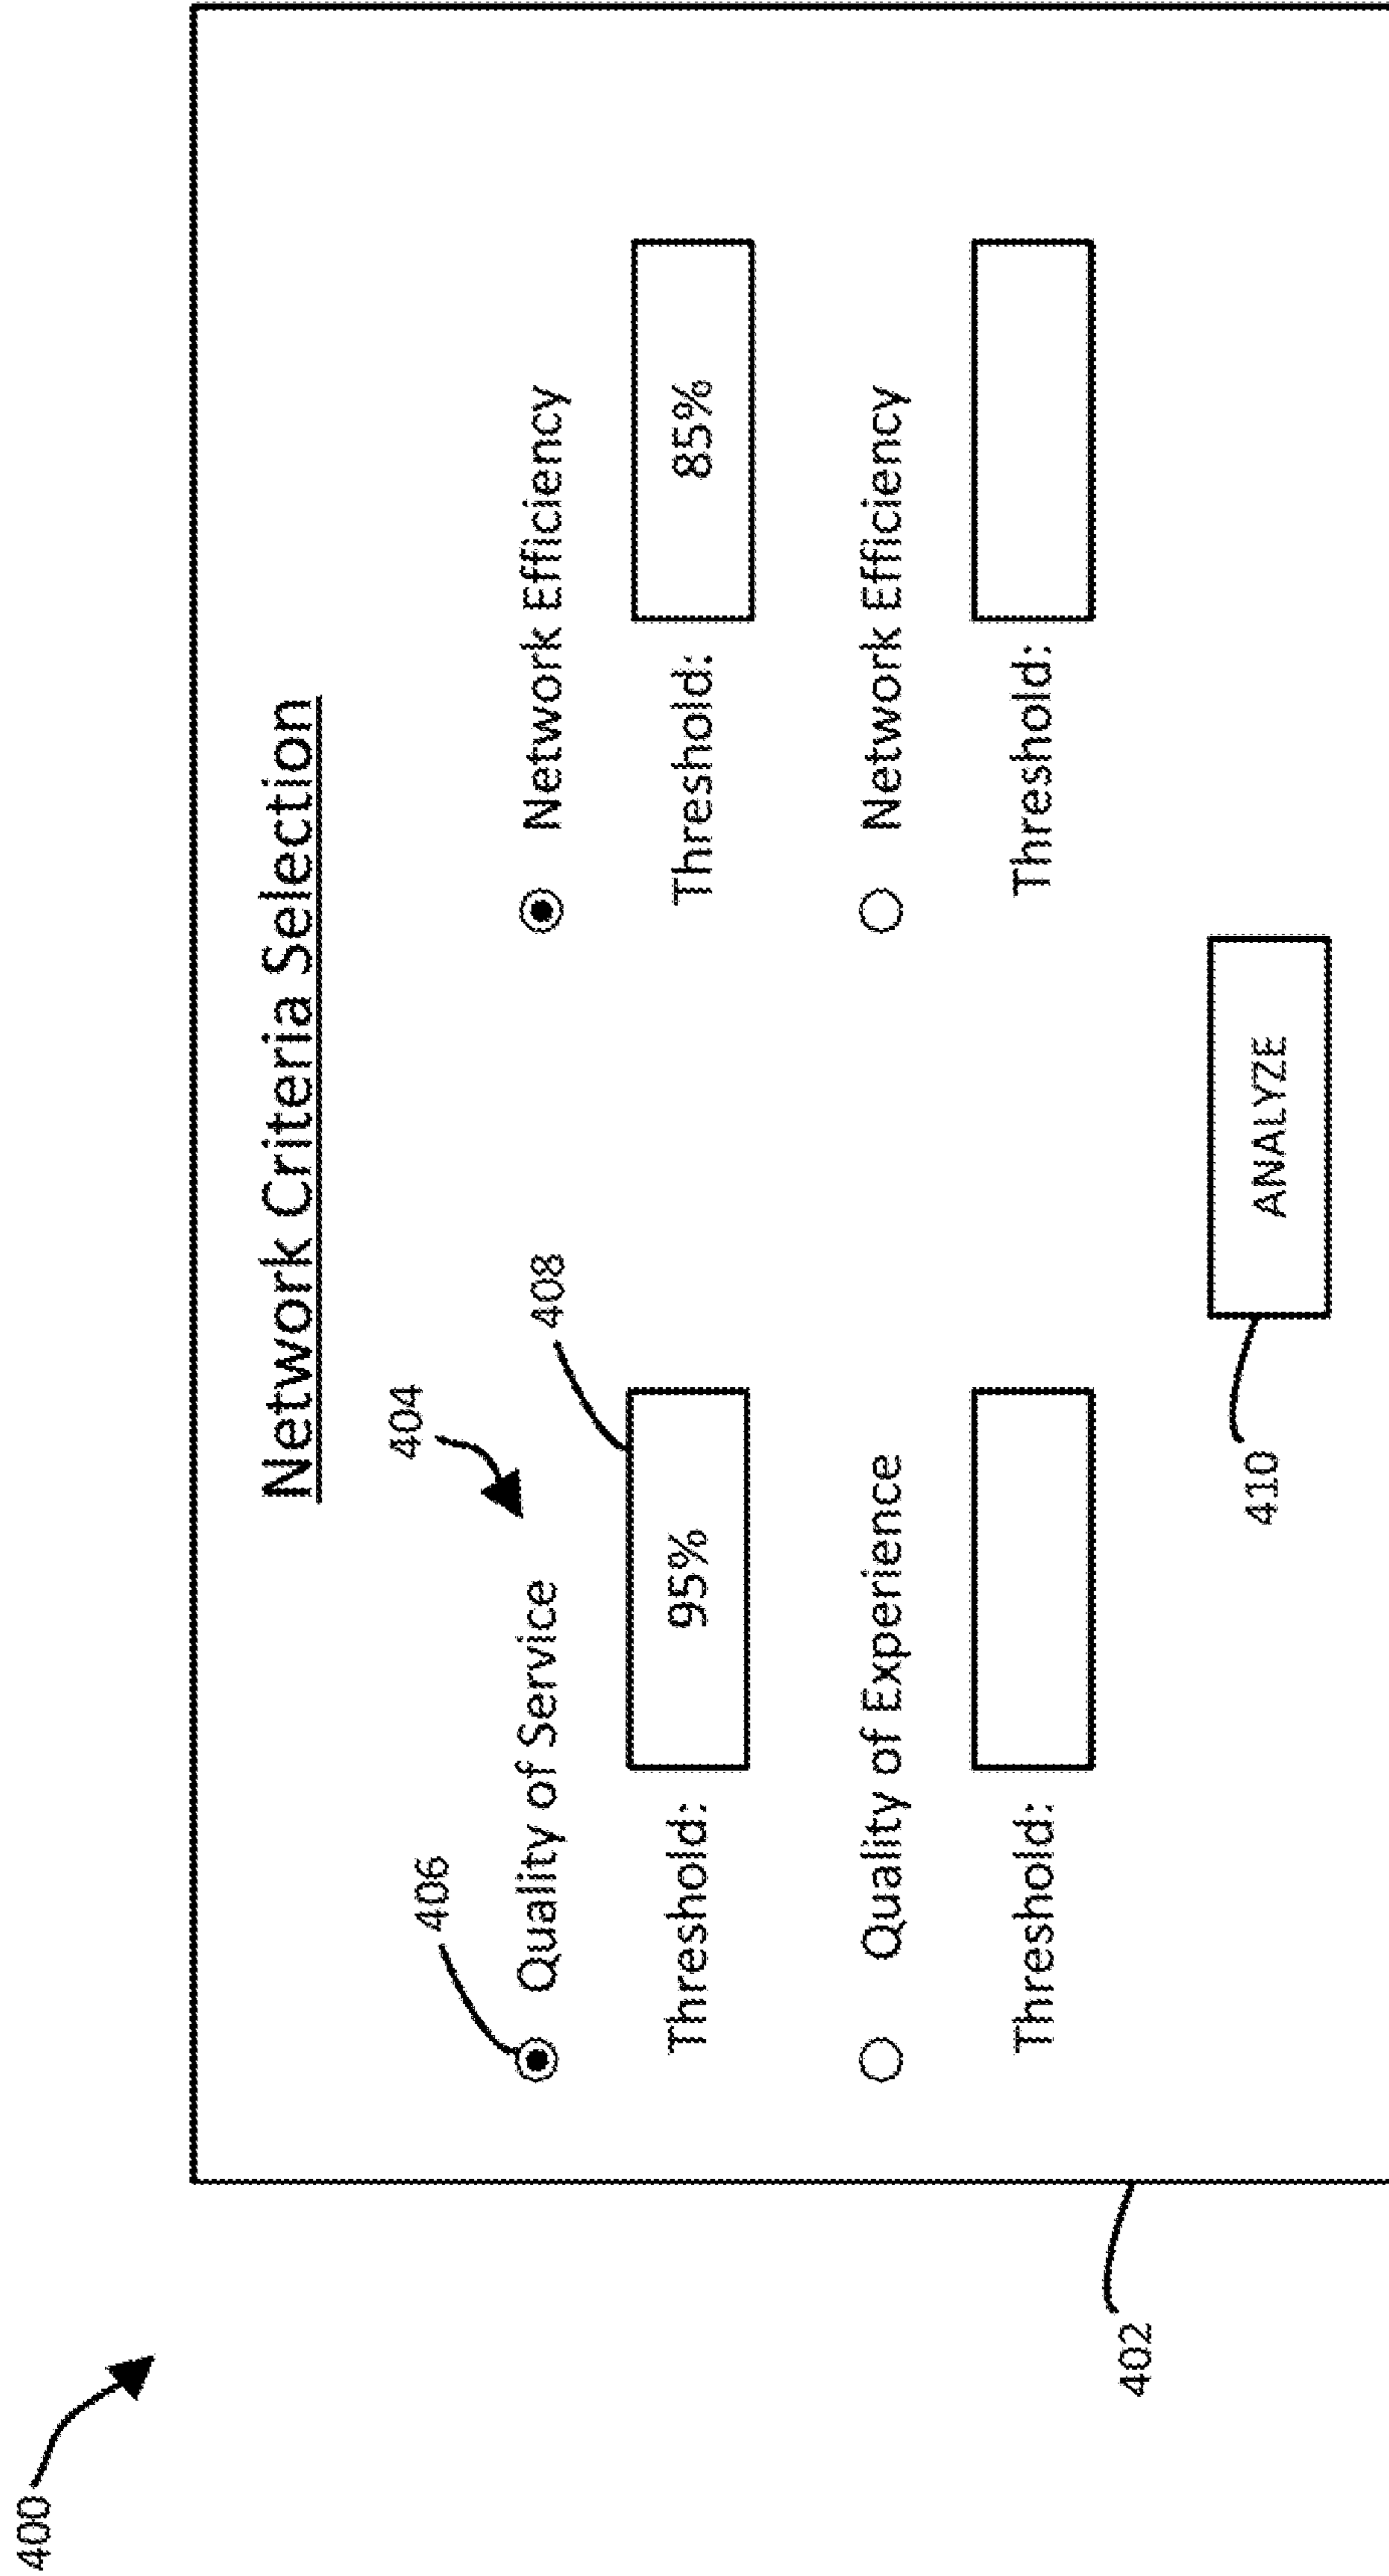 400
Network Criteria Selection
404
406
408
Quality of Service
Network Efficiency
Threshold:
95%
Threshold:
85%
Quality of Experience
Network Efficiency
Threshold:
Threshold:
ANALYZE
410
402